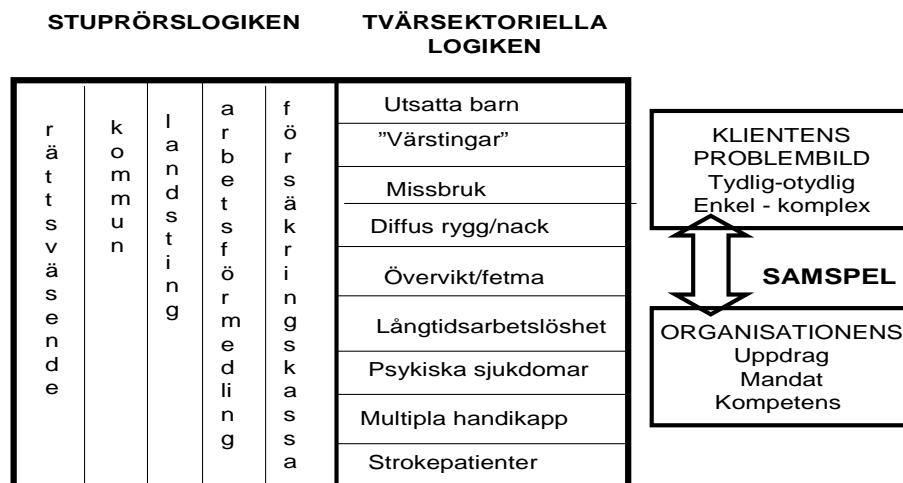 STUPRÖRSLOGIKEN
TVÄRSEKTORIELLA
LOGIKEN
rättsväsende
kommun
landsting
arbetsförmedling
försäkringskassa
Utsatta barn
”Värstingar”
Missbruk
Diffus rygg/nack
Övervikt/fetma
Långtidsarbetslöshet
Psykiska sjukdomar
Multipla handikapp
Strokepatienter
KLIENTENS
PROBLEMBILD
Tydlig-otydlig
Enkel - komplex
SAMSPEL
ORGANISATIONENS
Uppdrag
Mandat
Kompetens